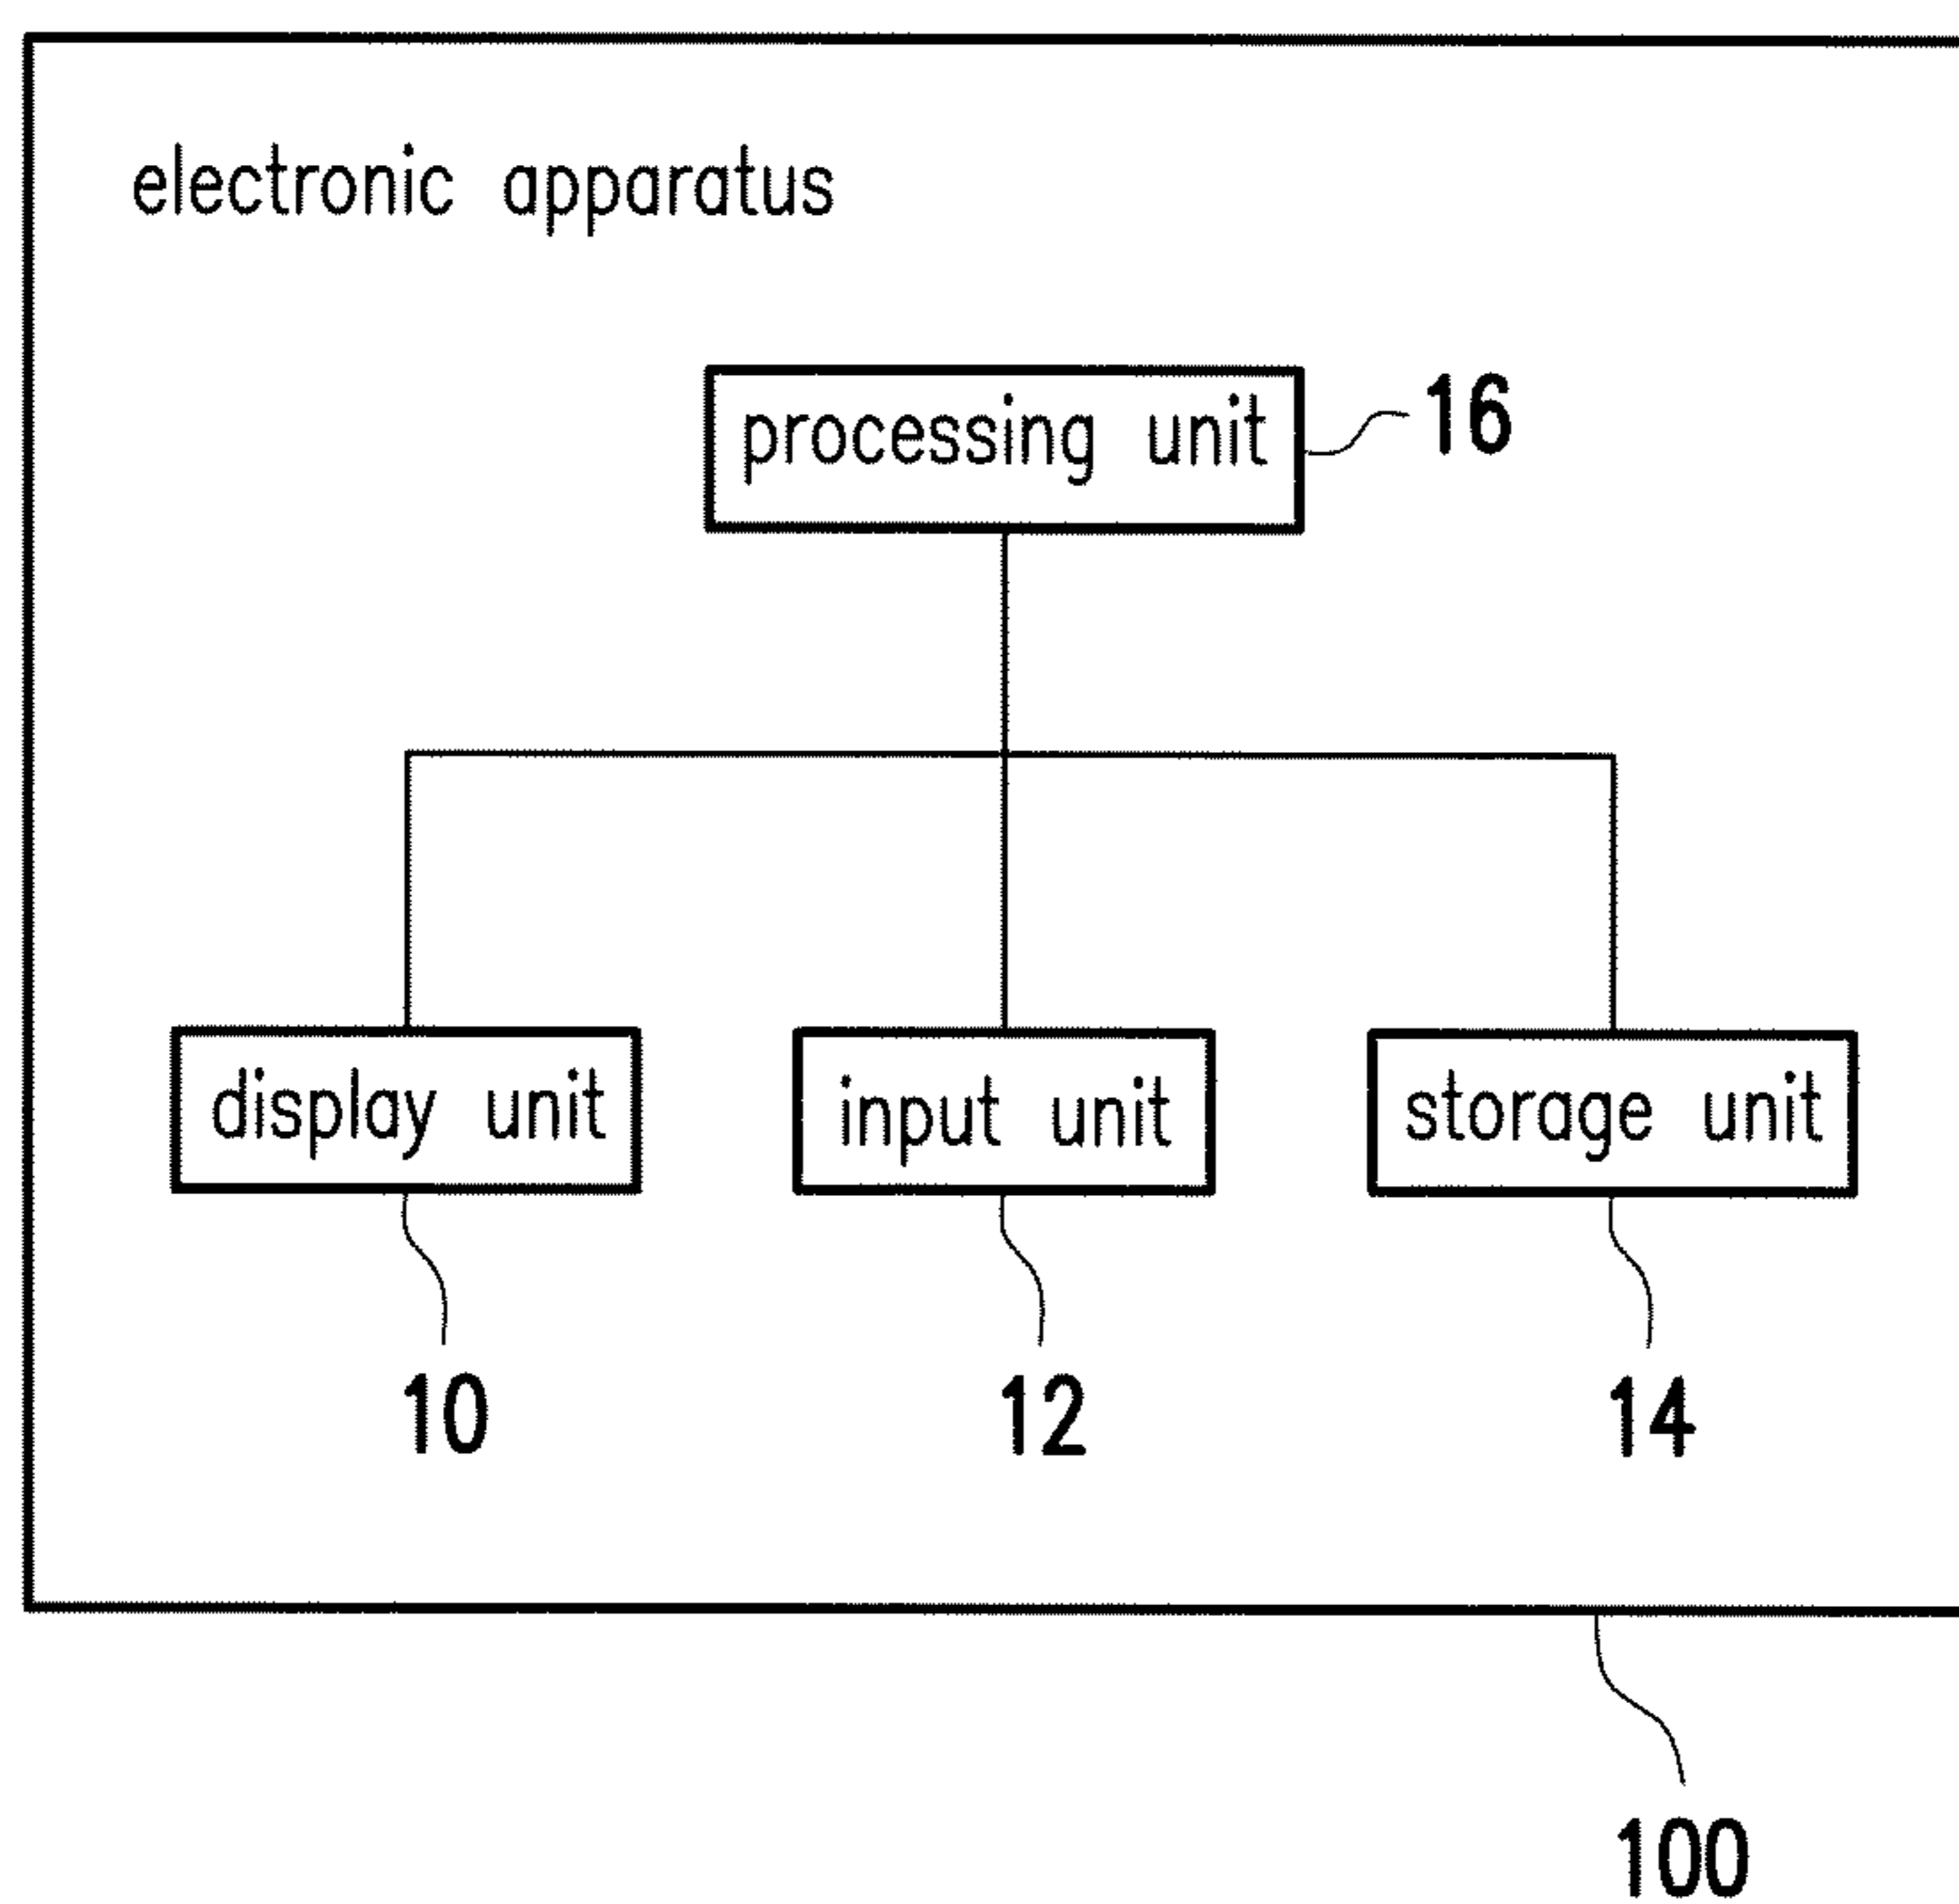 electronic apparatus
processing unit
16
display unit
input unit
storage unit
10
12
14
100